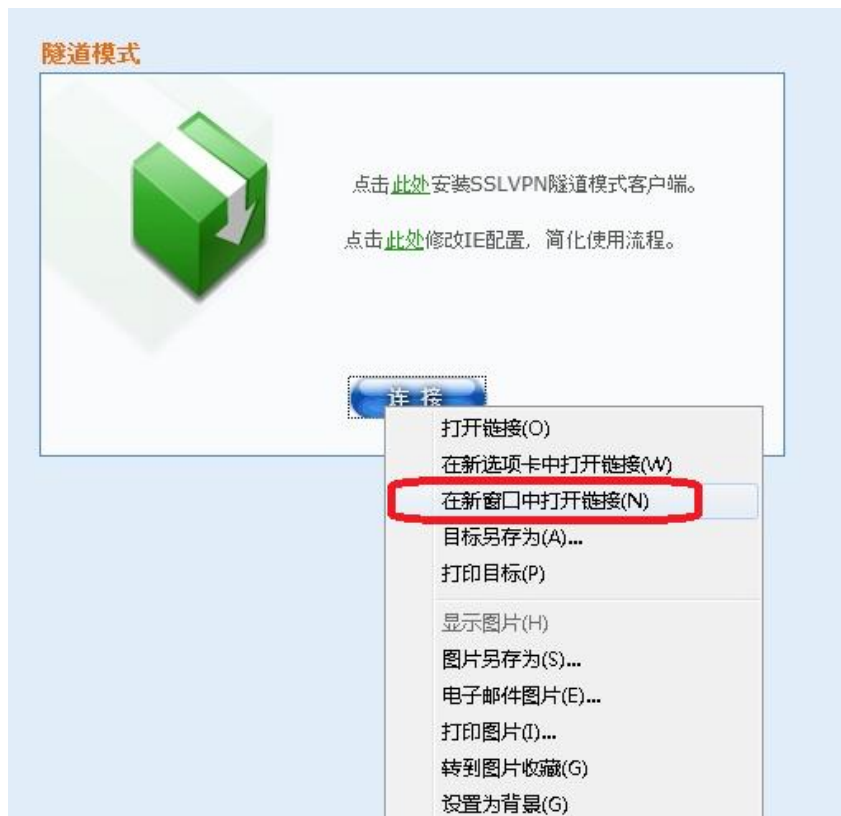 隧道模式
点击此处安装SSLVPN隧道模式客户端。
点击此处修改IE配置，简化使用流程。
连 接
打开链接(O)
在新选项卡中打开链接(W)
在新窗口中打开链接(N)
目标另存为(A)...
打印目标(P)
显示图片(H)
图片另存为(S)...
电子邮件图片(E)...
打印图片(I)...
转到图片收藏(G)
设置为背景(G)